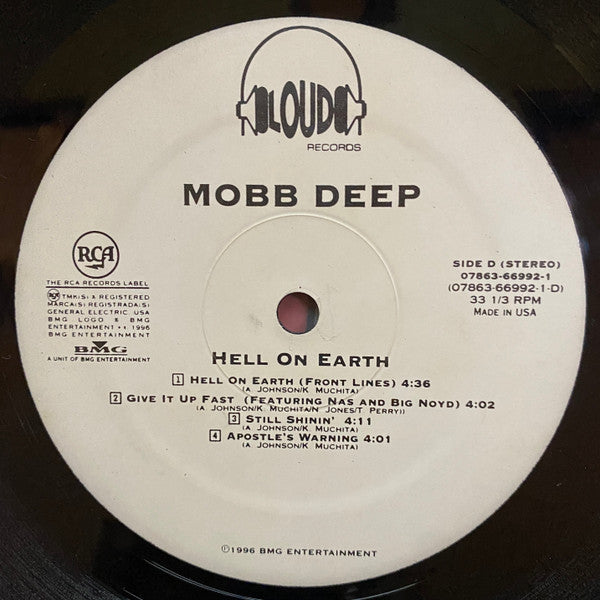 LOUD
RECORDS
MOBB DEEP
RCA
THE RCA RECORDS LABEL
RCA TMK(S) ® REGISTERED
MARCA(S) REGISTRADA(S)
GENERAL ELECTRIC, USA
BMG LOGO ® BMG
ENTERTAINMENT •• 1996
BMG ENTERTAINMENT
BMG
A UNIT OF BMG ENTERTAINMENT
SIDE D (STEREO)
07863-66992-1
(07863-66992-1-D)
33 1/3 RPM
MADE IN USA
HELL ON EARTH
1 HELL ON EARTH (FRONT LINES) 4:36
(A. JOHNSON/K. MUCHITA)
2 GIVE IT UP FAST (FEATURING NAS AND BIG NOYD) 4:02
(A. JOHNSON/K. MUCHITA/N. JONES/T. PERRY))
3 STILL SHININ' 4:11
(A. JOHNSON/K. MUCHITA)
4 APOSTLE'S WARNING 4:01
(A. JOHNSON/K. MUCHITA)
℗1996 BMG ENTERTAINMENT